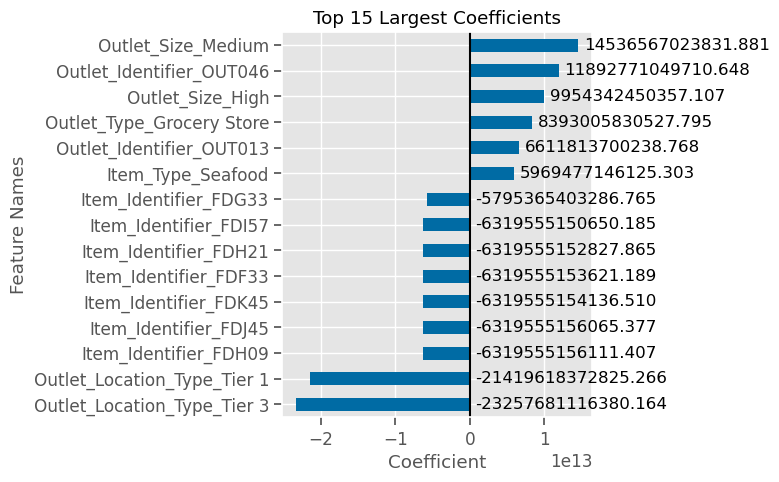 Top 15 Largest Coefficients
Feature Names
Outlet_Size_Medium 14536567023831.881
Outlet_Identifier_OUT046 11892771049710.648
Outlet_Size_High 9954342450357.107
Outlet_Type_Grocery Store 8393005830527.795
Outlet_Identifier_OUT013 6611813700238.768
Item_Type_Seafood 5969477146125.303
Item_Identifier_FDG33 -5795365403286.765
Item_Identifier_FDI57 -6319555150650.185
Item_Identifier_FDH21 -6319555152827.865
Item_Identifier_FDF33 -6319555153621.189
Item_Identifier_FDK45 -6319555154136.510
Item_Identifier_FDJ45 -6319555156065.377
Item_Identifier_FDH09 -6319555156111.407
Outlet_Location_Type_Tier 1 -21419618372825.266
Outlet_Location_Type_Tier 3 -23257681116380.164
−2 −1 0 1
1e13
Coefficient